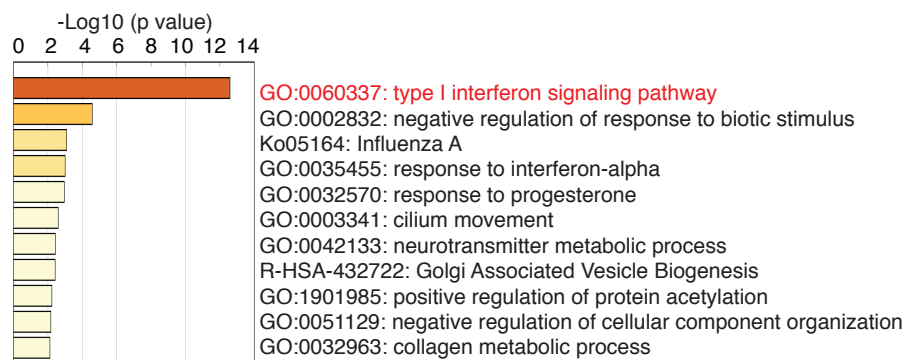 -Log10 (p value)
0 2 4 6 8 10 12 14
GO:0060337: type I interferon signaling pathway
GO:0002832: negative regulation of response to biotic stimulus
Ko05164: Influenza A
GO:0035455: response to interferon-alpha
GO:0032570: response to progesterone
GO:0003341: cilium movement
GO:0042133: neurotransmitter metabolic process
R-HSA-432722: Golgi Associated Vesicle Biogenesis
GO:1901985: positive regulation of protein acetylation
GO:0051129: negative regulation of cellular component organization
GO:0032963: collagen metabolic process